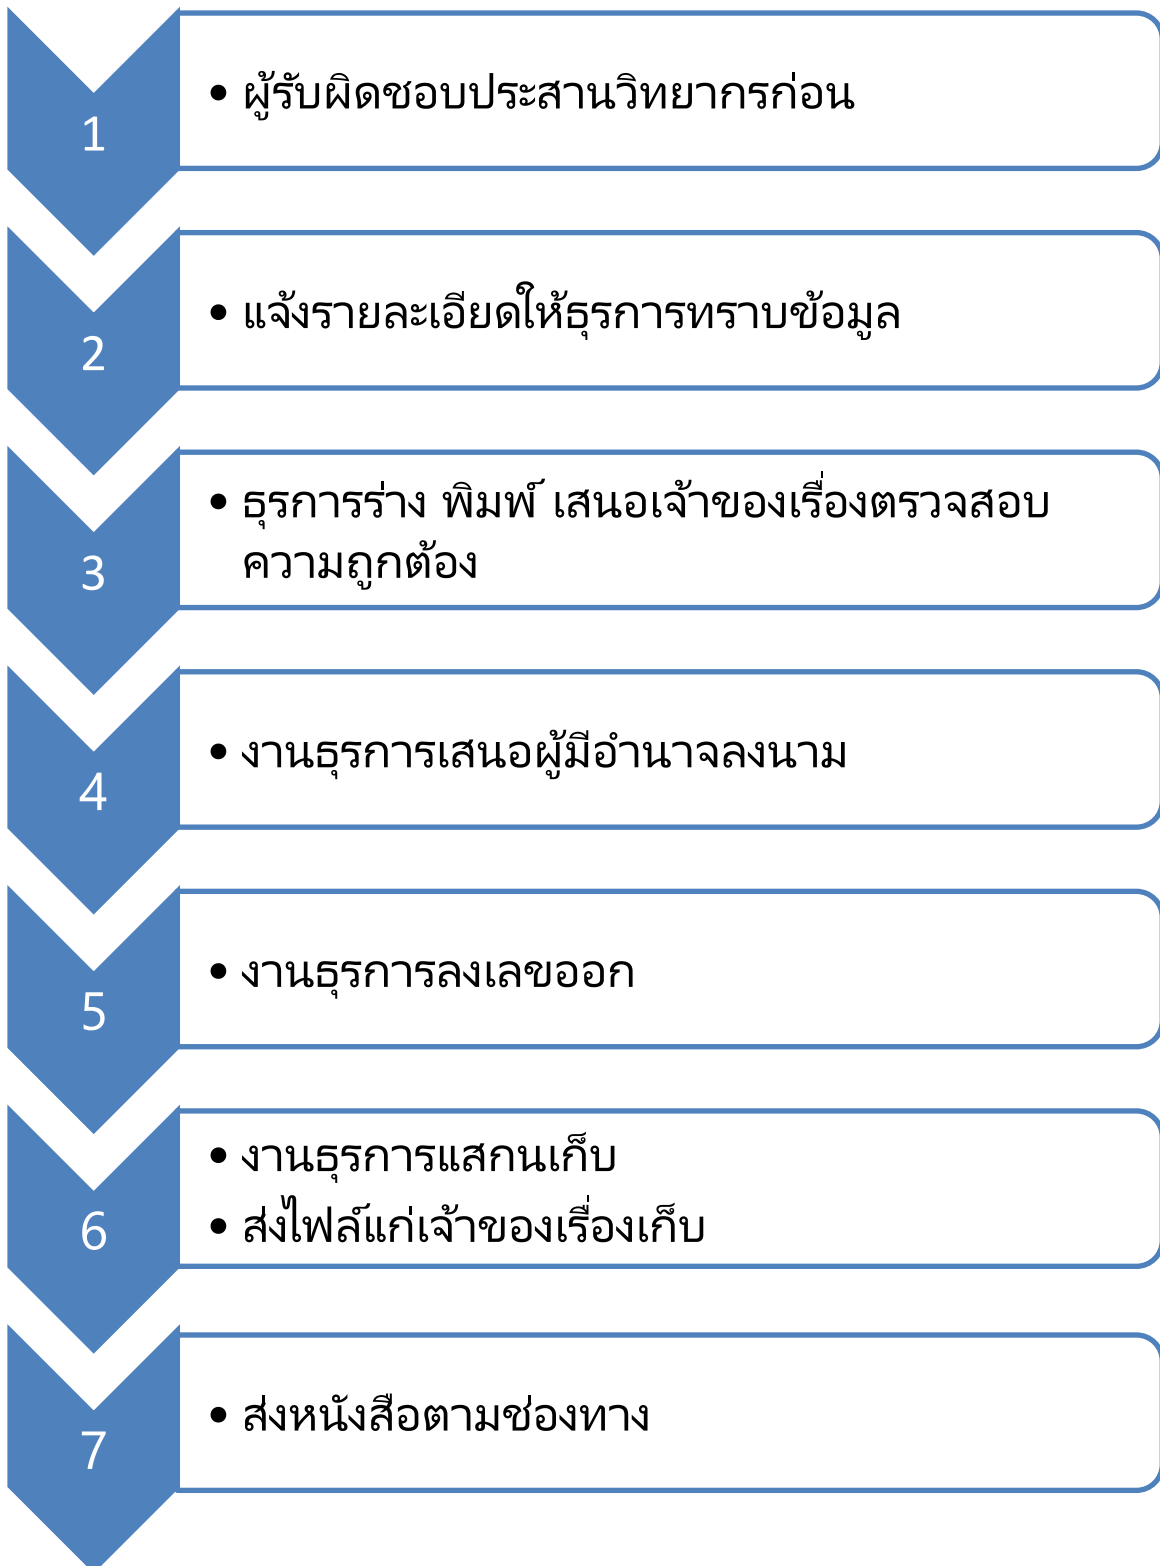 1
• ผู้รับผิดชอบประสานวิทยากรก่อน
2
• แจ้งรายละเอียดให้ธุรการทราบข้อมูล
3
• ธุรการร่าง พิมพ์ เสนอเจ้าของเรื่องตรวจสอบ
ความถูกต้อง
4
• งานธุรการเสนอผู้มีอำนาจลงนาม
5
• งานธุรการลงเลขออก
6
• งานธุรการแสกนเก็บ
• ส่งไฟล์แก่เจ้าของเรื่องเก็บ
7
• ส่งหนังสือตามช่องทาง